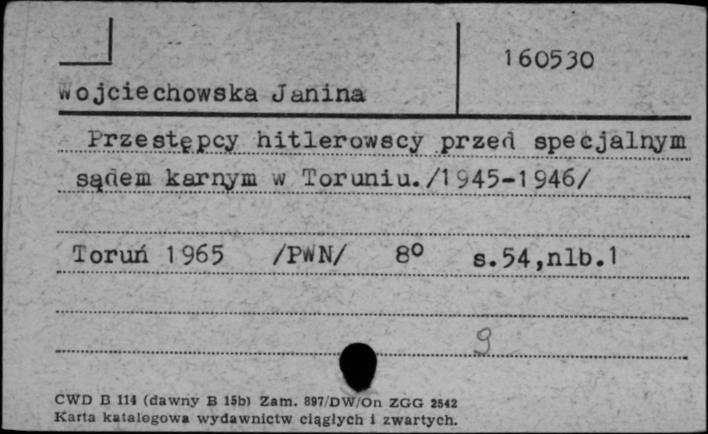 160530
Wojciechowska Janina
Przestępcy hitlerowscy przed specjalnym
sądem karnym w Toruniu./1945-1946/
Toruń 1965 /PWN/ 8° s.54,nlb.1
9
CWD B 114 (dawny B 15b) Zam. 897/DW/On ZGG 2542
Karta katalogowa wydawnictw ciągłych i zwartych.